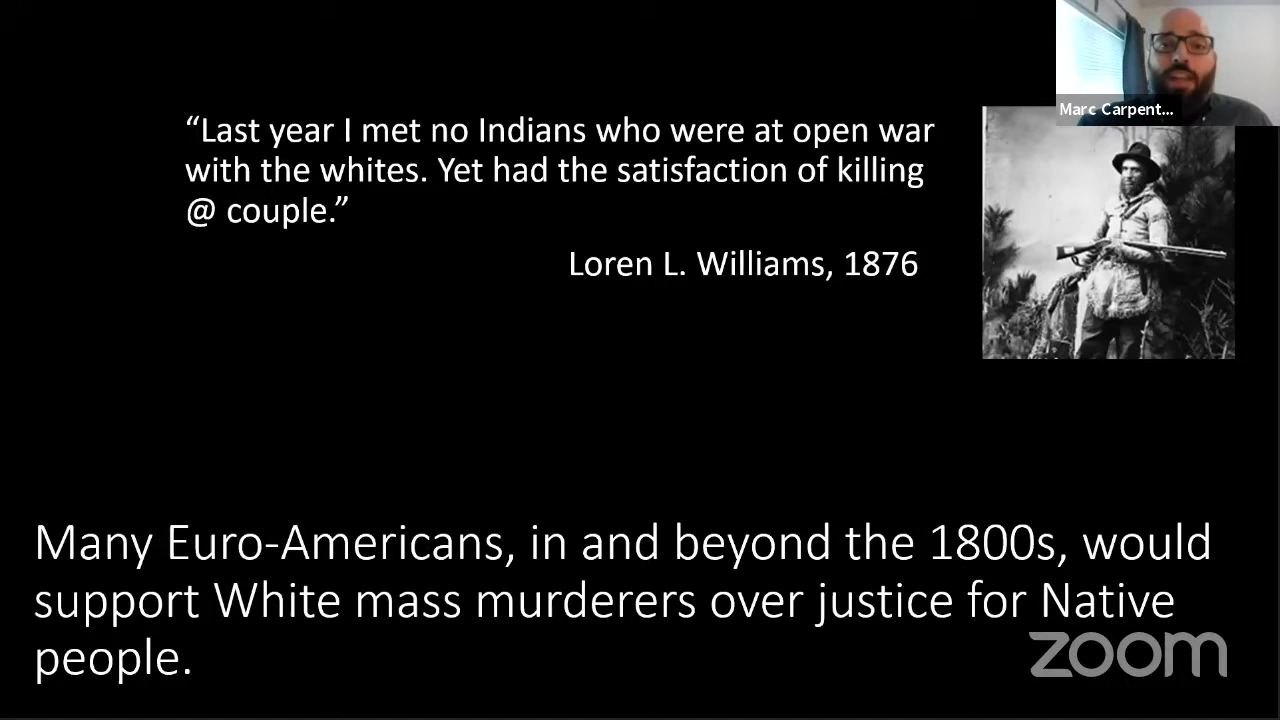 Marc Carpent...
“Last year I met no Indians who were at open war
with the whites. Yet had the satisfaction of killing
@ couple.”
Loren L. Williams, 1876
Many Euro-Americans, in and beyond the 1800s, would
support White mass murderers over justice for Native
people.
zoom